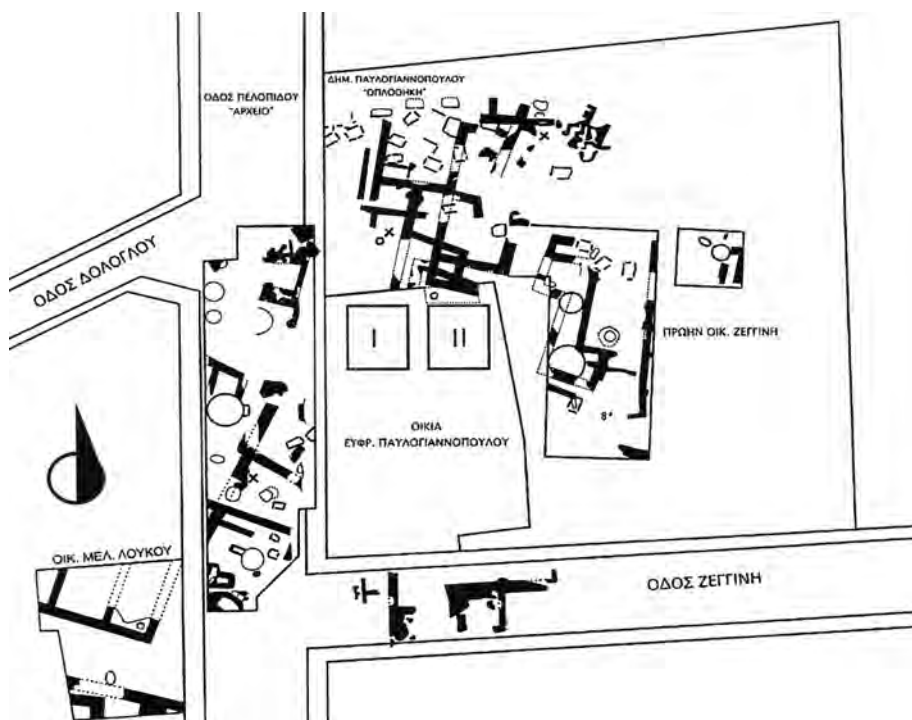 ΟΔΟΣ ΠΕΛΟΠΙΔΟΥ
"ΑΡΧΕΙΟ"
ΔΗΜ. ΠΑΥΛΟΓΙΑΝΝΟΠΟΥΛΟΥ
"ΟΠΛΟΘΗΚΗ"
ΟΔΟΣ ΔΟΛΟΓΛΟΥ
ΠΡΩΗΝ ΟΙΚ. ΖΕΓΓΙΝΗ
I
II
ΟΙΚΙΑ
ΕΥΦΡ. ΠΑΥΛΟΓΙΑΝΝΟΠΟΥΛΟΥ
ΟΙΚ. ΜΕΛ. ΛΟΥΚΟΥ
ΟΔΟΣ ΖΕΓΓΙΝΗ